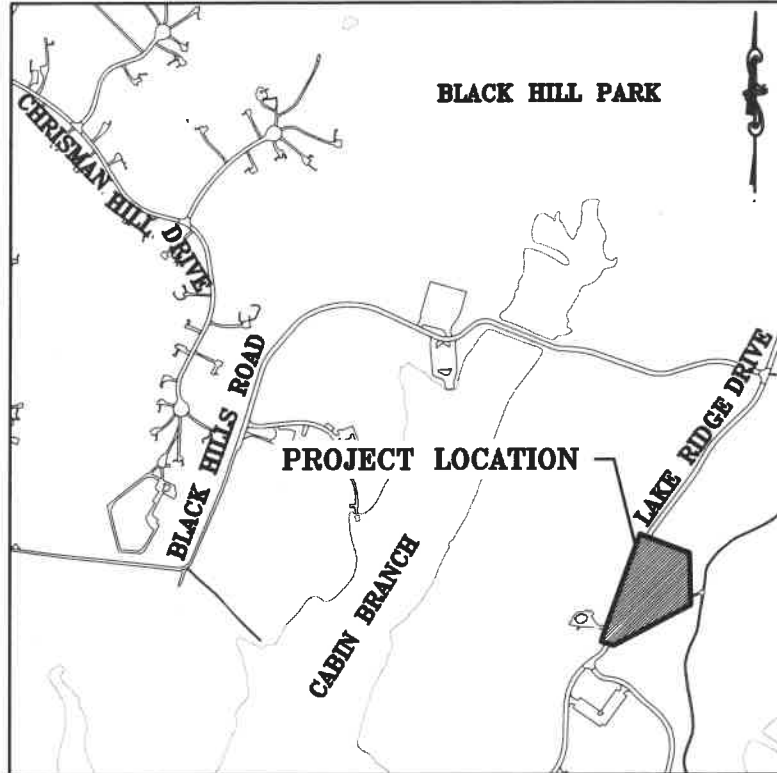 BLACK HILL PARK
CHRISMAN HILL DRIVE
BLACK HILLS ROAD
LAKE RIDGE DRIVE
PROJECT LOCATION
CABIN BRANCH